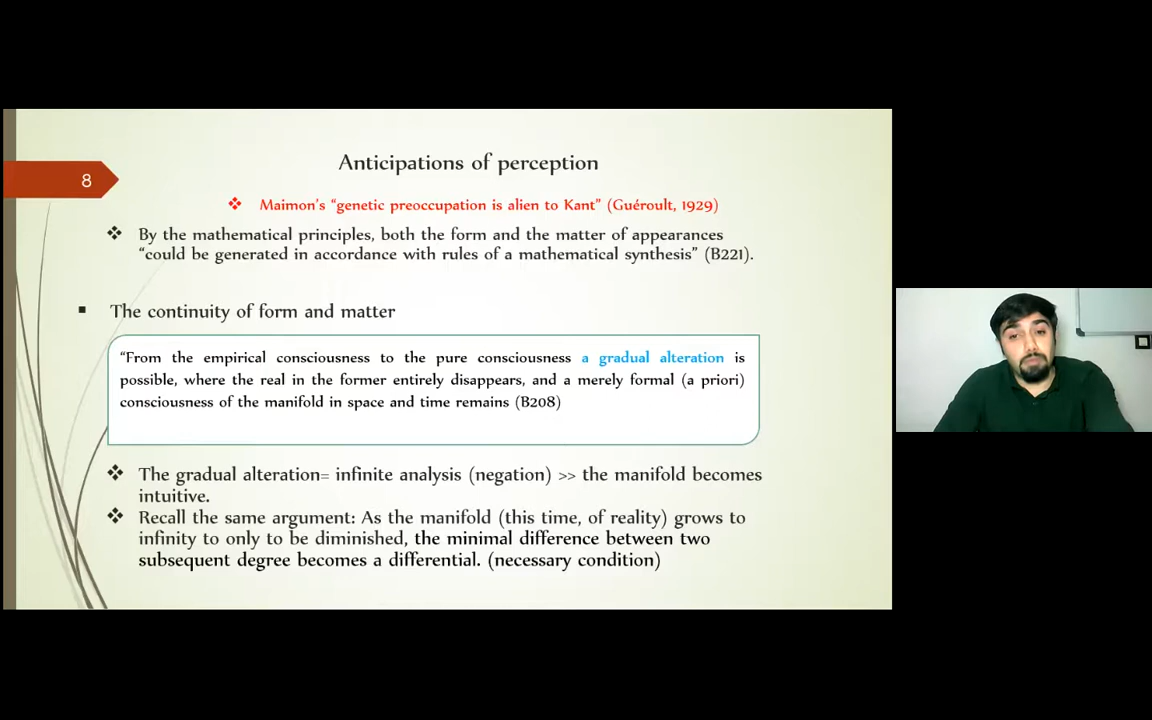 8
Anticipations of perception
❖ Maimon's “genetic preoccupation is alien to Kant” (Guéroult, 1929)
❖ By the mathematical principles, both the form and the matter of appearances
“could be generated in accordance with rules of a mathematical synthesis” (B221).
▪ The continuity of form and matter
“From the empirical consciousness to the pure consciousness a gradual alteration is
possible, where the real in the former entirely disappears, and a merely formal (a priori)
consciousness of the manifold in space and time remains (B208)
❖ The gradual alteration= infinite analysis (negation) >> the manifold becomes
intuitive.
❖ Recall the same argument: As the manifold (this time, of reality) grows to
infinity to only to be diminished, the minimal difference between two
subsequent degree becomes a differential. (necessary condition)